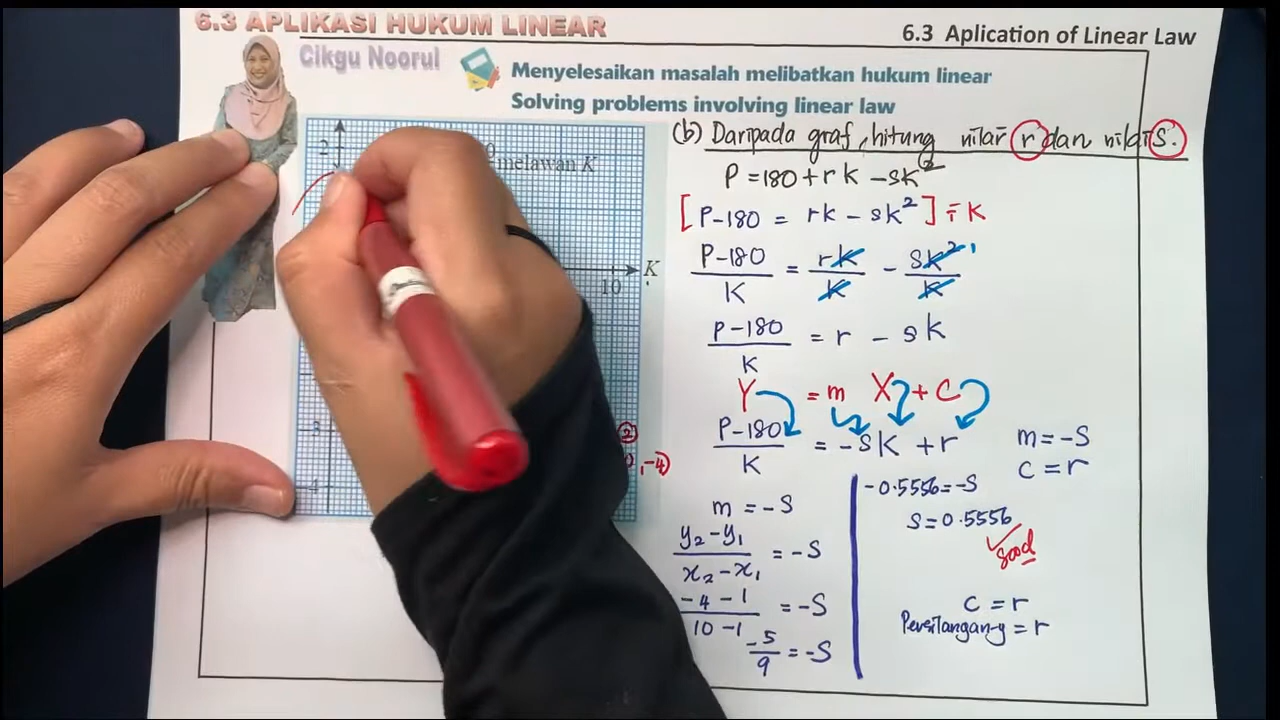 6.3 APLIKASI HUKUM LINEAR
6.3 Aplication of Linear Law
Cikgu Noorul
Menyelesaikan masalah melibatkan hukum linear
Solving problems involving linear law
2
melawan K
K
10
3
-4
②
, -4)
(b) Daripada graf, hitung nilai r dan nilai s.
P = 180 + rk - sk²
[P-180 = rk - sk²] ÷ K
P-180/K = rk/K - sk²/K
P-180/K = r - sk
Y = m X + C
P-180/K = -sK + r
m = -s
c = r
m = -s
y₂-y₁/x₂-x₁ = -s
-4-1/10-1 = -s
-5/9 = -s
-0.5556 = -s
s = 0.5556
good
c = r
Persilangan-y = r